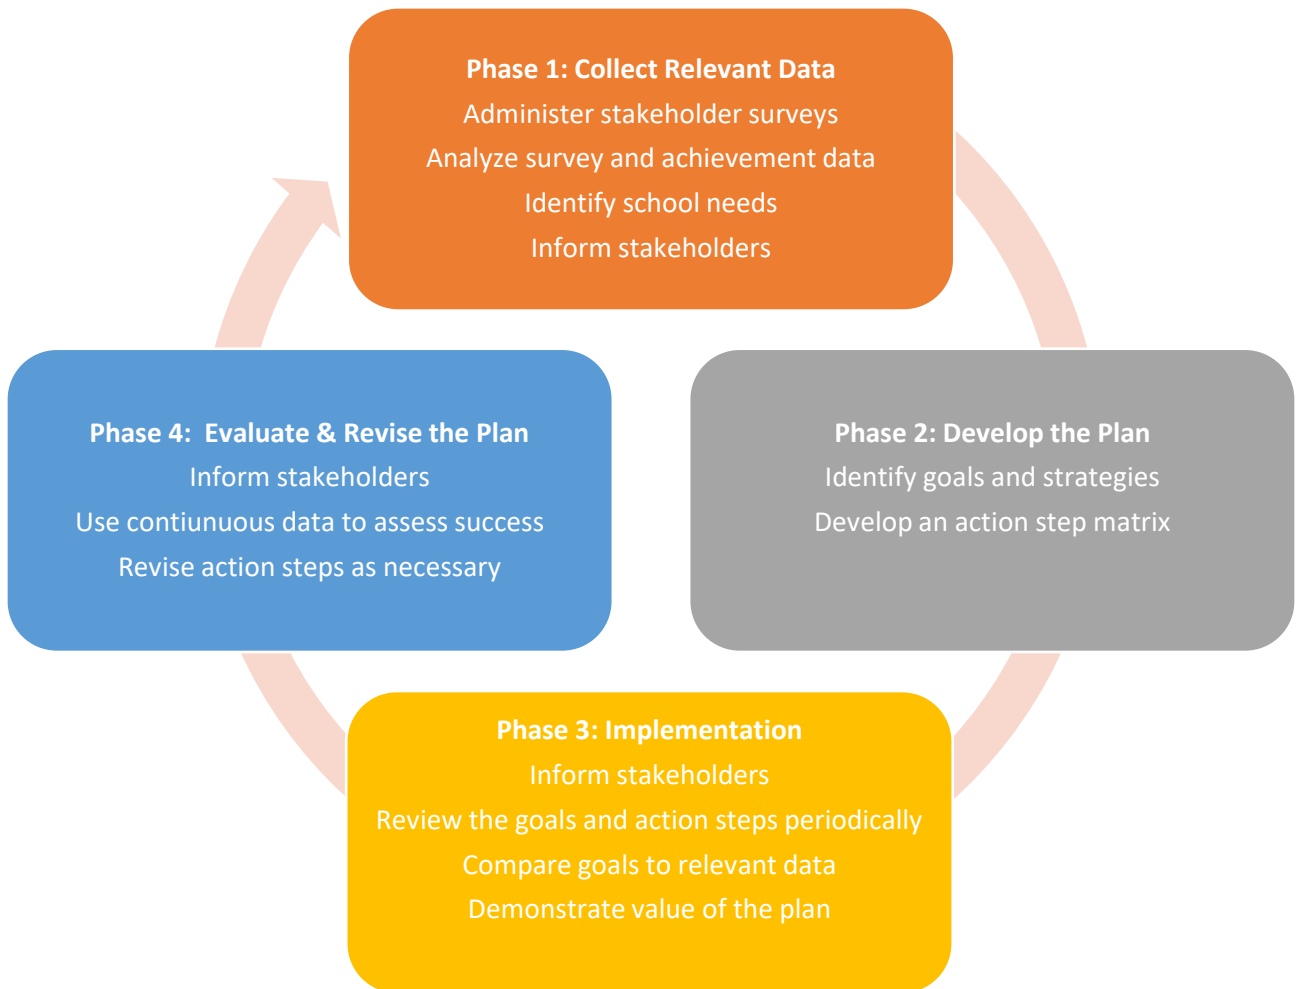 Phase 1: Collect Relevant Data
Administer stakeholder surveys
Analyze survey and achievement data
Identify school needs
Inform stakeholders
Phase 2: Develop the Plan
Identify goals and strategies
Develop an action step matrix
Phase 3: Implementation
Inform stakeholders
Review the goals and action steps periodically
Compare goals to relevant data
Demonstrate value of the plan
Phase 4:  Evaluate & Revise the Plan
Inform stakeholders
Use contiunuous data to assess success
Revise action steps as necessary